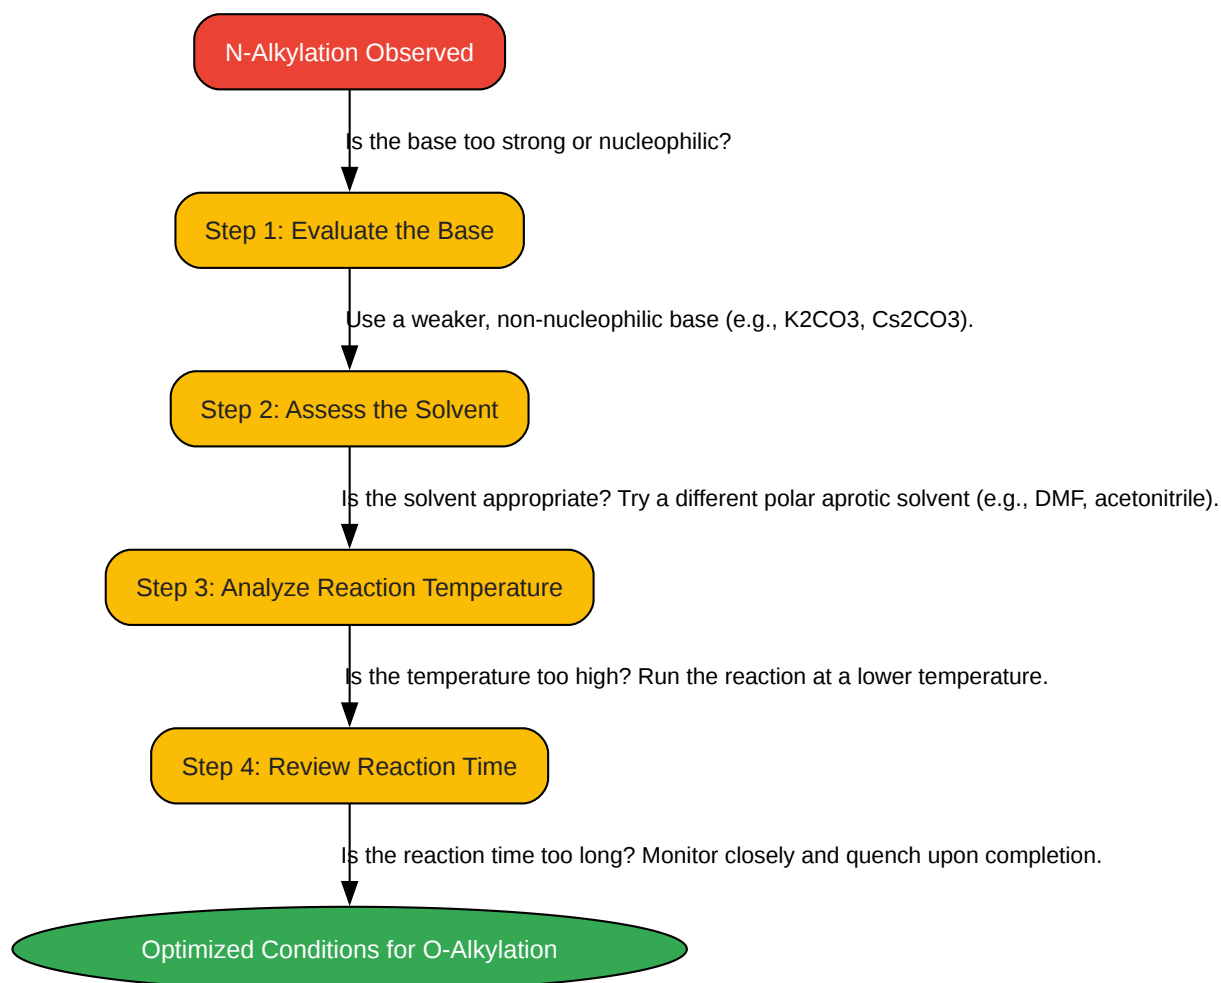 N-Alkylation Observed
Is the base too strong or nucleophilic?
Step 1: Evaluate the Base
Use a weaker, non-nucleophilic base (e.g., K2CO3, Cs2CO3).
Step 2: Assess the Solvent
Is the solvent appropriate? Try a different polar aprotic solvent (e.g., DMF, acetonitrile).
Step 3: Analyze Reaction Temperature
Is the temperature too high? Run the reaction at a lower temperature.
Step 4: Review Reaction Time
Is the reaction time too long? Monitor closely and quench upon completion.
Optimized Conditions for O-Alkylation